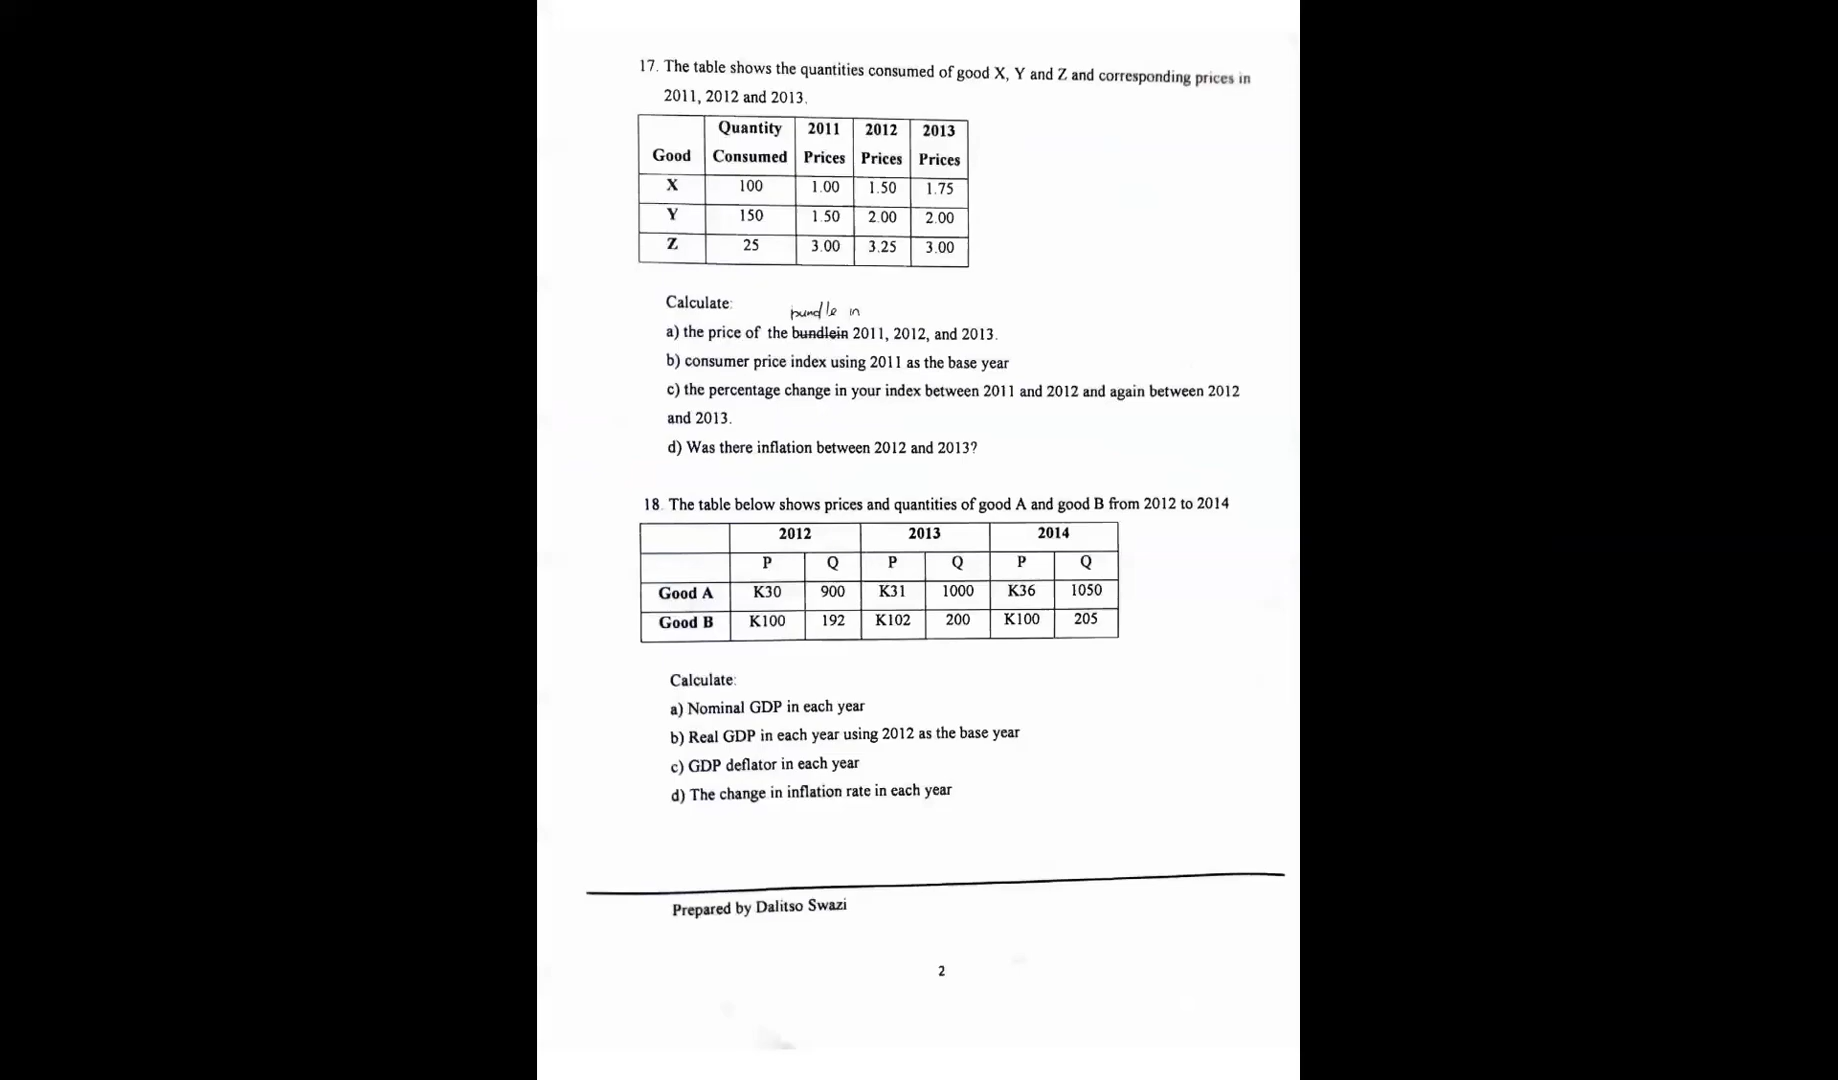 17. The table shows the quantities consumed of good X, Y and Z and corresponding prices in
2011, 2012 and 2013.
Good Quantity Consumed 2011 Prices 2012 Prices 2013 Prices
X 100 1.00 1.50 1.75
Y 150 1.50 2.00 2.00
Z 25 3.00 3.25 3.00
Calculate:
bundle in
a) the price of the bundlein 2011, 2012, and 2013.
b) consumer price index using 2011 as the base year
c) the percentage change in your index between 2011 and 2012 and again between 2012
and 2013.
d) Was there inflation between 2012 and 2013?
18. The table below shows prices and quantities of good A and good B from 2012 to 2014
2012 2013 2014
P Q P Q P Q
Good A K30 900 K31 1000 K36 1050
Good B K100 192 K102 200 K100 205
Calculate:
a) Nominal GDP in each year
b) Real GDP in each year using 2012 as the base year
c) GDP deflator in each year
d) The change in inflation rate in each year
Prepared by Dalitso Swazi
2